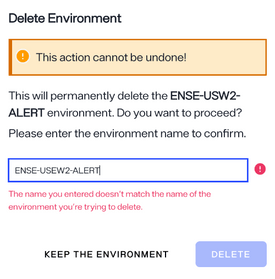 Delete Environment
This action cannot be undone!
This will permanently delete the ENSE-USW2-
ALERT environment. Do you want to proceed?
Please enter the environment name to confirm.
ENSE-USEW2-ALERT
The name you entered doesn't match the name of the
environment you're trying to delete.
KEEP THE ENVIRONMENT DELETE